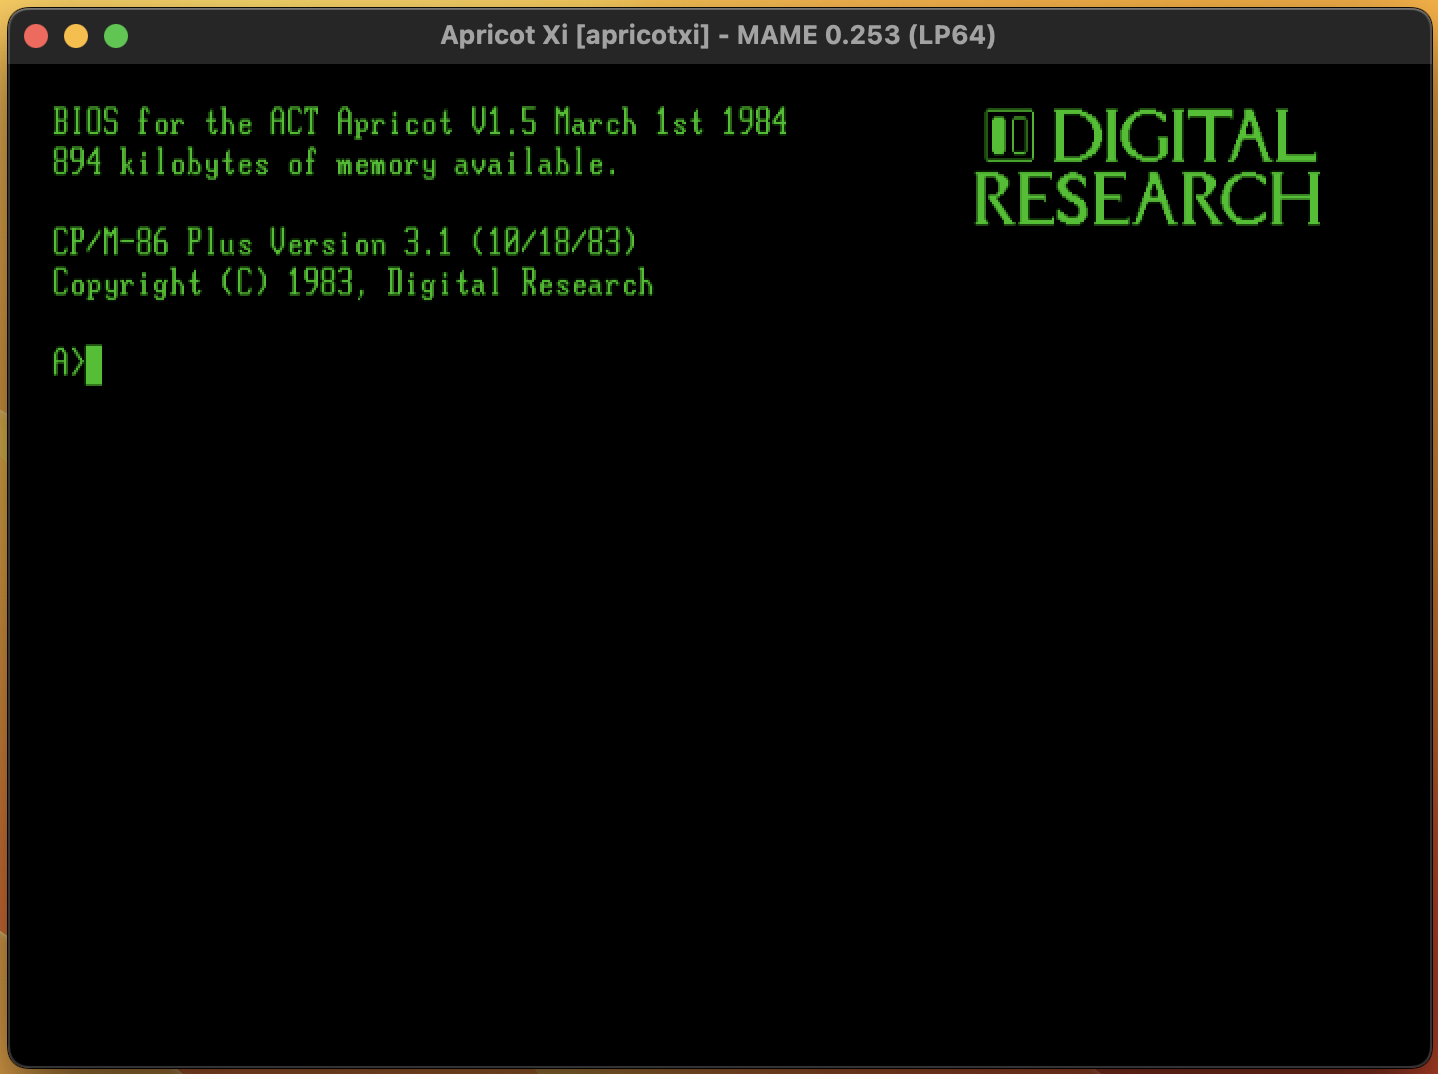 Apricot Xi [apricotxi] - MAME 0.253 (LP64)
BIOS for the ACT Apricot V1.5 March 1st 1984
894 kilobytes of memory available.
DIGITAL
RESEARCH
CP/M-86 Plus Version 3.1 (10/18/83)
Copyright (C) 1983, Digital Research
A>